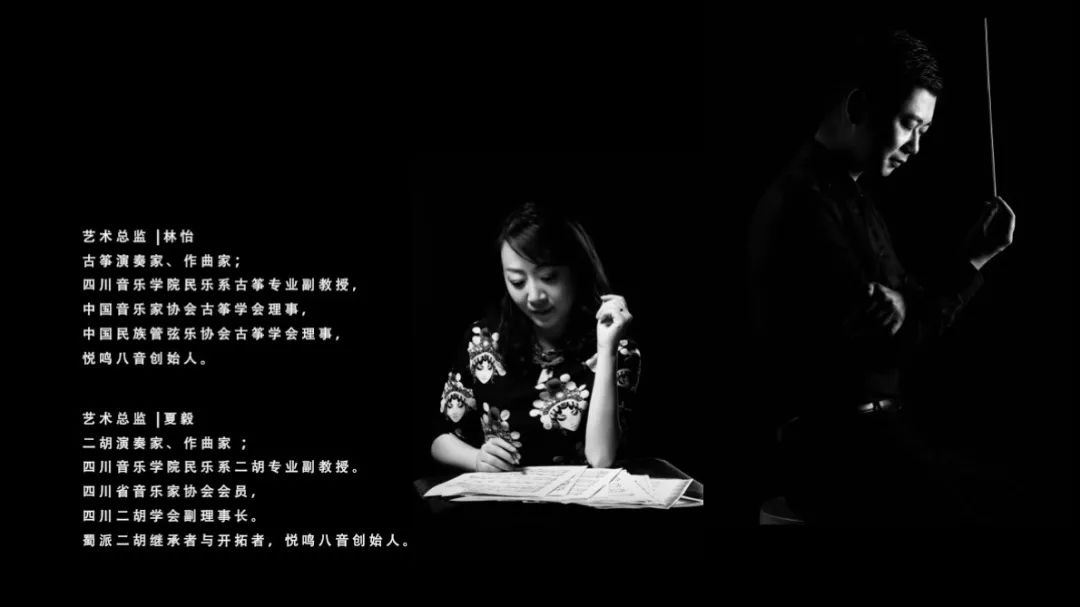 艺术总监 |林怡
古筝演奏家、作曲家；
四川音乐学院民乐系古筝专业副教授，
中国音乐家协会古筝学会理事，
中国民族管弦乐协会古筝学会理事，
悦鸣八音创始人。
艺术总监 |夏毅
二胡演奏家、作曲家 ；
四川音乐学院民乐系二胡专业副教授。
四川省音乐家协会会员，
四川二胡学会副理事长。
蜀派二胡继承者与开拓者，悦鸣八音创始人。